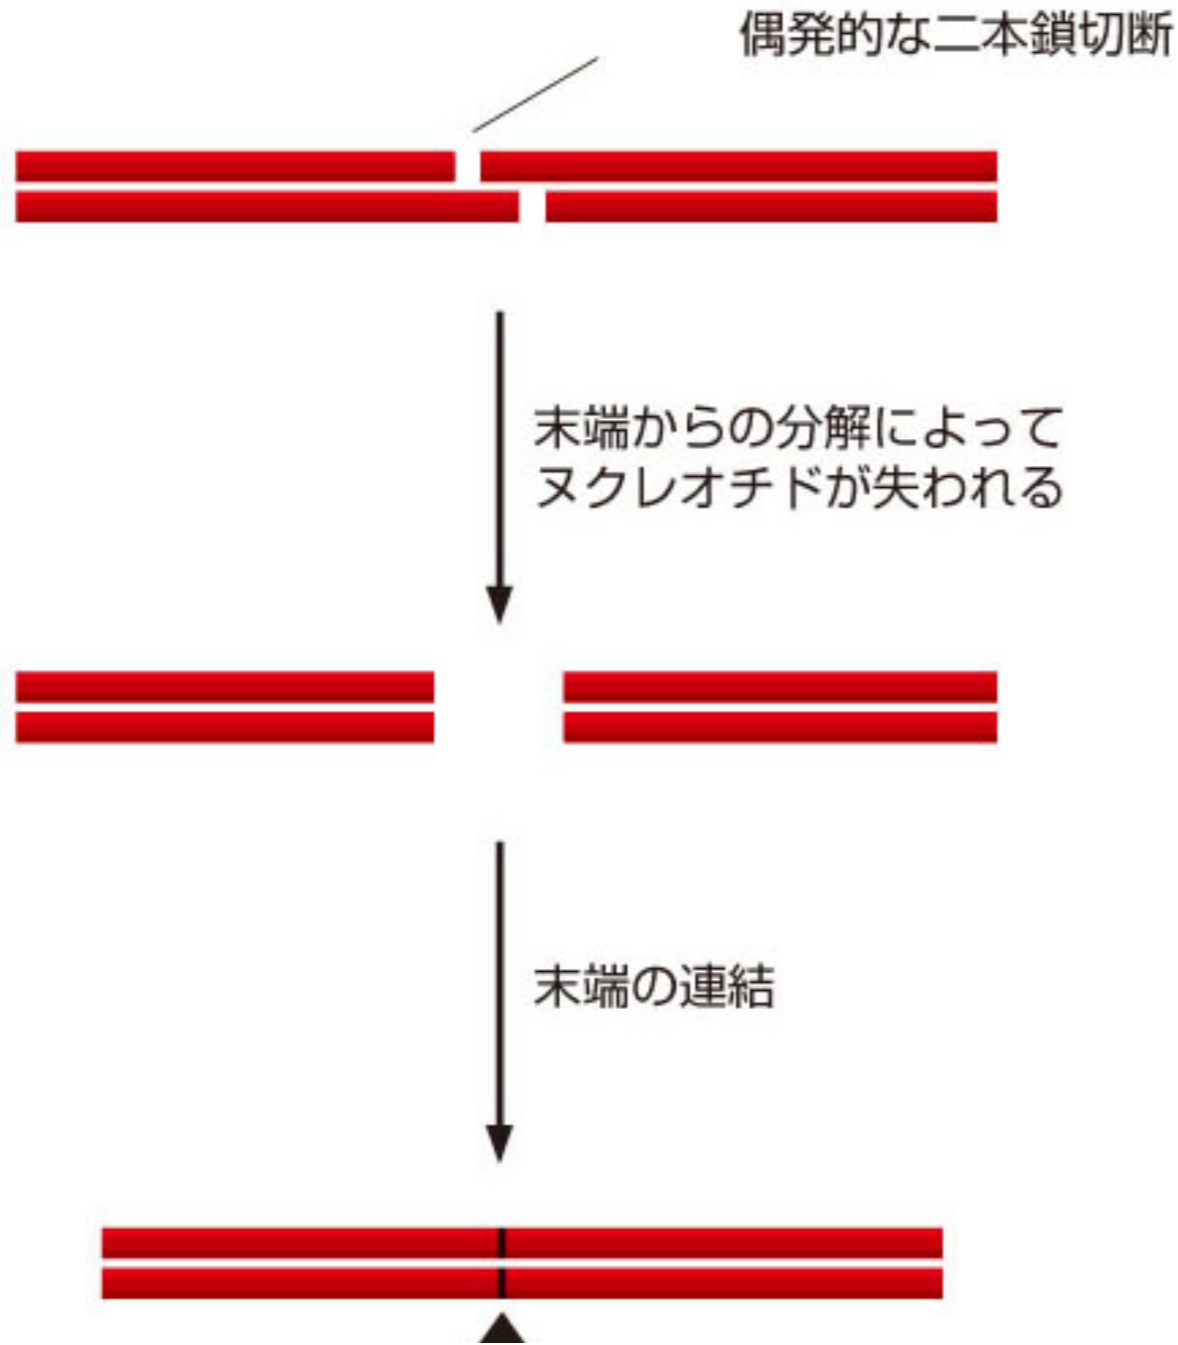 偶発的な二本鎖切断
末端からの分解によって
ヌクレオチドが失われる
末端の連結